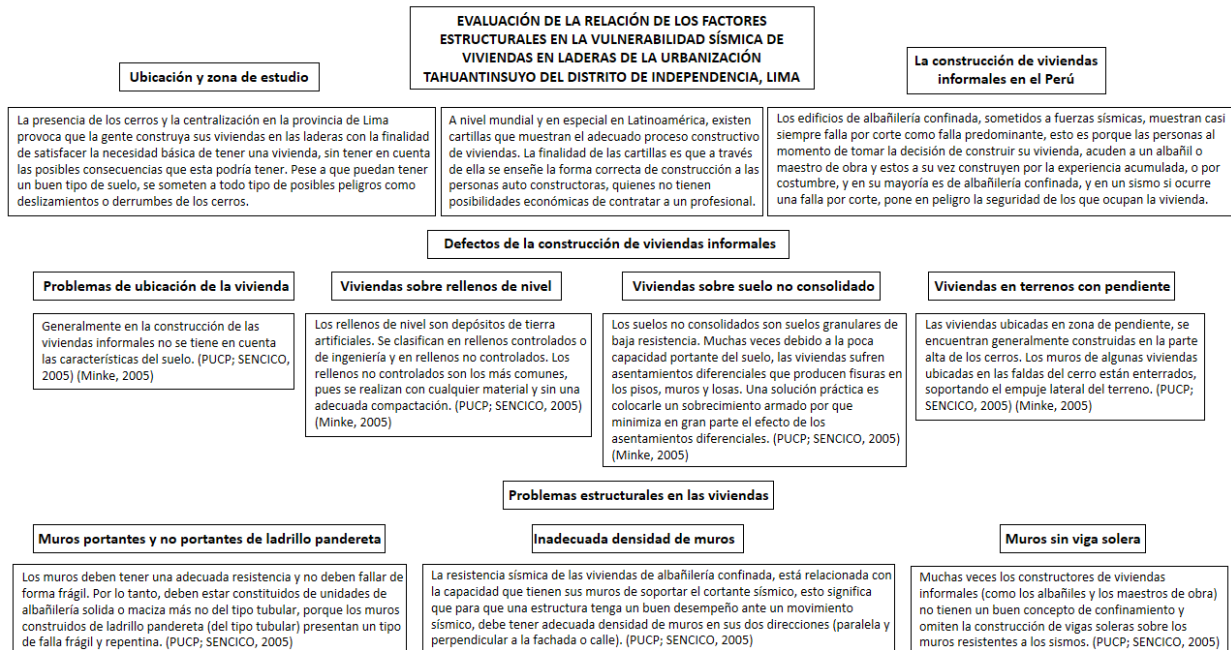 EVALUACIÓN DE LA RELACIÓN DE LOS FACTORES
ESTRUCTURALES EN LA VULNERABILIDAD SÍSMICA DE
VIVIENDAS EN LADERAS DE LA URBANIZACIÓN
TAHUANTINSUYO DEL DISTRITO DE INDEPENDENCIA, LIMA
Ubicación y zona de estudio
La construcción de viviendas
informales en el Perú
La presencia de los cerros y la centralización en la provincia de Lima
provoca que la gente construya sus viviendas en las laderas con la finalidad
de satisfacer la necesidad básica de tener una vivienda, sin tener en cuenta
las posibles consecuencias que esta podría tener. Pese a que puedan tener
un buen tipo de suelo, se someten a todo tipo de posibles peligros como
deslizamientos o derrumbes de los cerros.
A nivel mundial y en especial en Latinoamérica, existen
cartillas que muestran el adecuado proceso constructivo
de viviendas. La finalidad de las cartillas es que a través
de ella se enseñe la forma correcta de construcción a las
personas auto constructoras, quienes no tienen
posibilidades económicas de contratar a un profesional.
Los edificios de albañilería confinada, sometidos a fuerzas sísmicas, muestran casi
siempre falla por corte como falla predominante, esto es porque las personas al
momento de tomar la decisión de construir su vivienda, acuden a un albañil o
maestro de obra y estos a su vez construyen por la experiencia acumulada, o por
costumbre, y en su mayoría es de albañilería confinada, y en un sismo si ocurre
una falla por corte, pone en peligro la seguridad de los que ocupan la vivienda.
Defectos de la construcción de viviendas informales
Problemas de ubicación de la vivienda
Generalmente en la construcción de las
viviendas informales no se tiene en cuenta
las características del suelo. (PUCP; SENCICO,
2005) (Minke, 2005)
Viviendas sobre rellenos de nivel
Los rellenos de nivel son depósitos de tierra
artificiales. Se clasifican en rellenos controlados o
de ingeniería y en rellenos no controlados. Los
rellenos no controlados son los más comunes,
pues se realizan con cualquier material y sin una
adecuada compactación. (PUCP; SENCICO, 2005)
(Minke, 2005)
Viviendas sobre suelo no consolidado
Los suelos no consolidados son suelos granulares de
baja resistencia. Muchas veces debido a la poca
capacidad portante del suelo, las viviendas sufren
asentamientos diferenciales que producen fisuras en
los pisos, muros y losas. Una solución práctica es
colocarle un sobrecimiento armado por que
minimiza en gran parte el efecto de los
asentamientos diferenciales. (PUCP; SENCICO, 2005)
(Minke, 2005)
Viviendas en terrenos con pendiente
Las viviendas ubicadas en zona de pendiente, se
encuentran generalmente construidas en la parte
alta de los cerros. Los muros de algunas viviendas
ubicadas en las faldas del cerro están enterrados,
soportando el empuje lateral del terreno. (PUCP;
SENCICO, 2005) (Minke, 2005)
Problemas estructurales en las viviendas
Muros portantes y no portantes de ladrillo pandereta
Los muros deben tener una adecuada resistencia y no deben fallar de
forma frágil. Por lo tanto, deben estar constituidos de unidades de
albañilería solida o maciza más no del tipo tubular, porque los muros
construidos de ladrillo pandereta (del tipo tubular) presentan un tipo
de falla frágil y repentina. (PUCP; SENCICO, 2005)
Inadecuada densidad de muros
La resistencia sísmica de las viviendas de albañilería confinada, está relacionada con
la capacidad que tienen sus muros de soportar el cortante sísmico, esto significa
que para que una estructura tenga un buen desempeño ante un movimiento
sísmico, debe tener adecuada densidad de muros en sus dos direcciones (paralela y
perpendicular a la fachada o calle). (PUCP; SENCICO, 2005)
Muros sin viga solera
Muchas veces los constructores de viviendas
informales (como los albañiles y los maestros de obra)
no tienen un buen concepto de confinamiento y
omiten la construcción de vigas soleras sobre los
muros resistentes a los sismos. (PUCP; SENCICO, 2005)